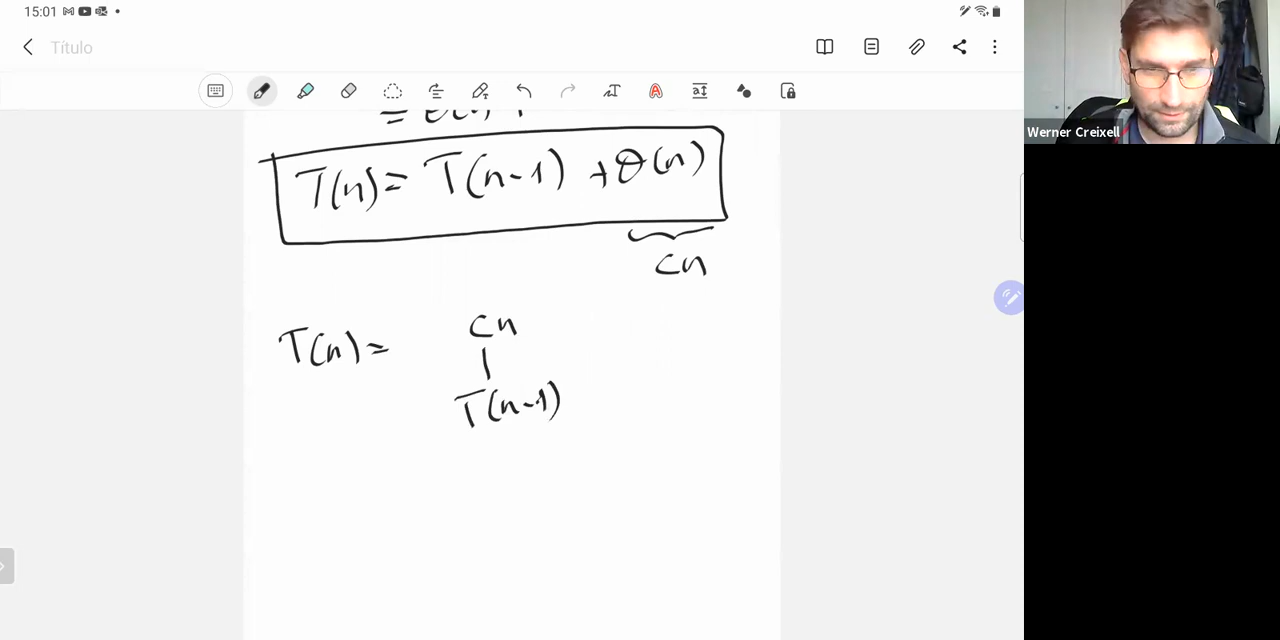 15:01
Título
Werner Creixell
T(n) = T(n-1) + Θ(n)
cn
T(n) = cn
T(n-1)